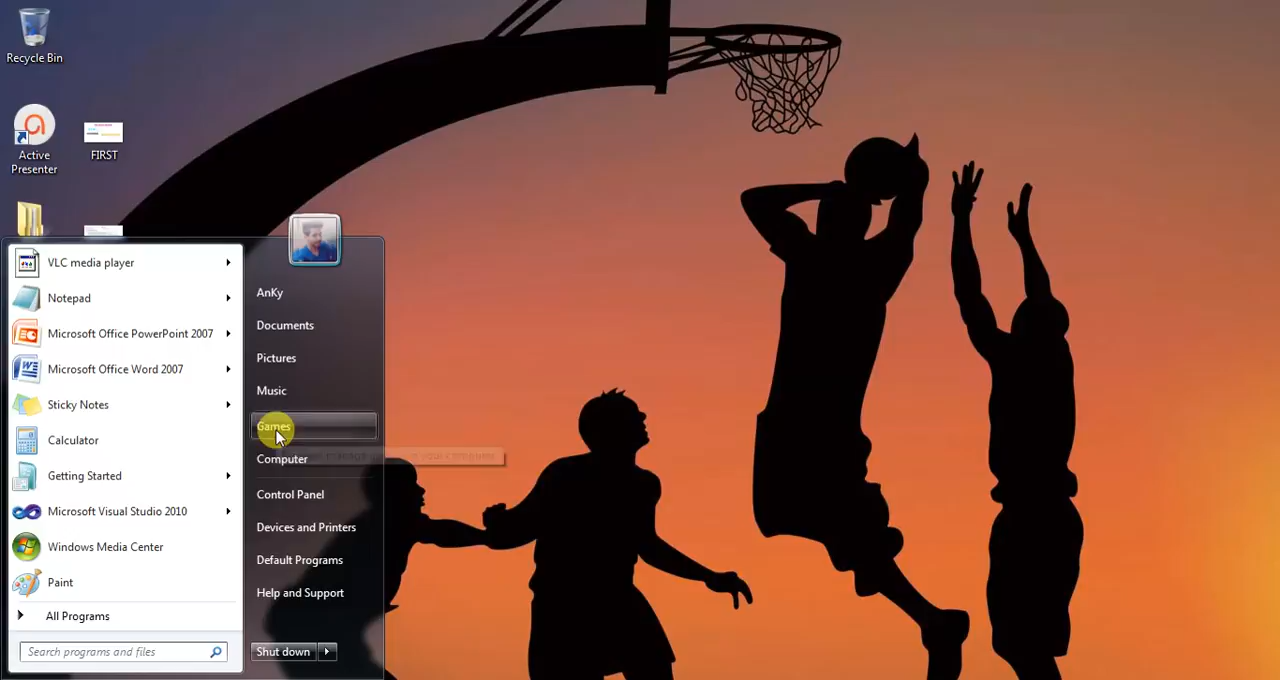 Recycle Bin
Active
Presenter
FIRST
VLC media player
Notepad
Microsoft Office PowerPoint 2007
Microsoft Office Word 2007
Sticky Notes
Calculator
Getting Started
Microsoft Visual Studio 2010
Windows Media Center
Paint
All Programs
Search programs and files
AnKy
Documents
Pictures
Music
Games
Computer
Control Panel
Devices and Printers
Default Programs
Help and Support
Shut down